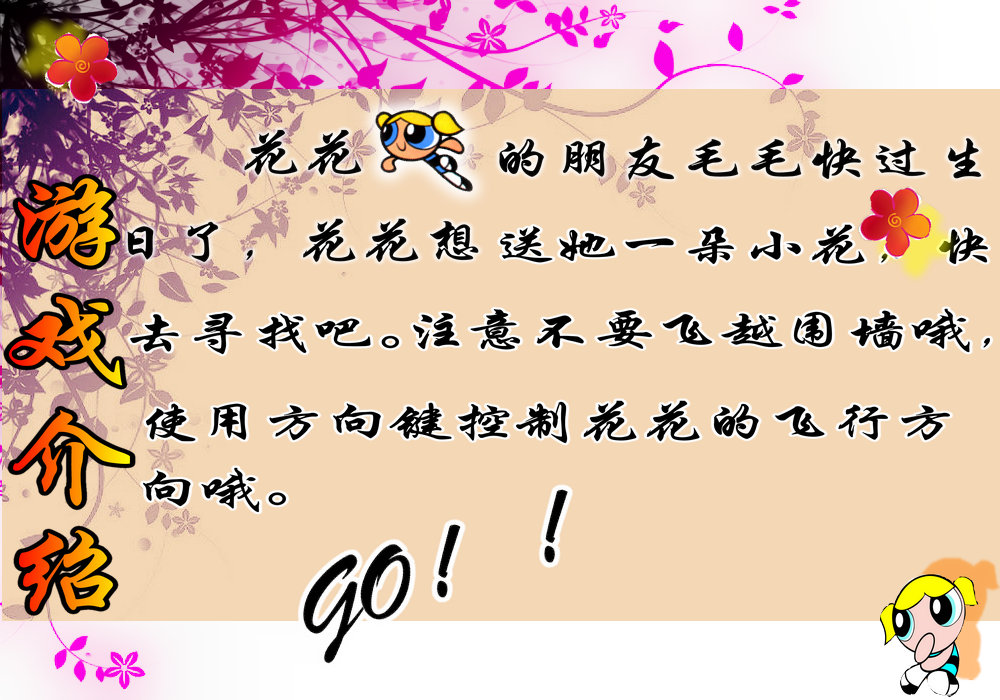 游戏介绍
花花的朋友毛毛快过生
日了，花花想送她一朵小花，快
去寻找吧。注意不要飞越围墙哦，
使用方向键控制花花的飞行方
向哦。
go！！